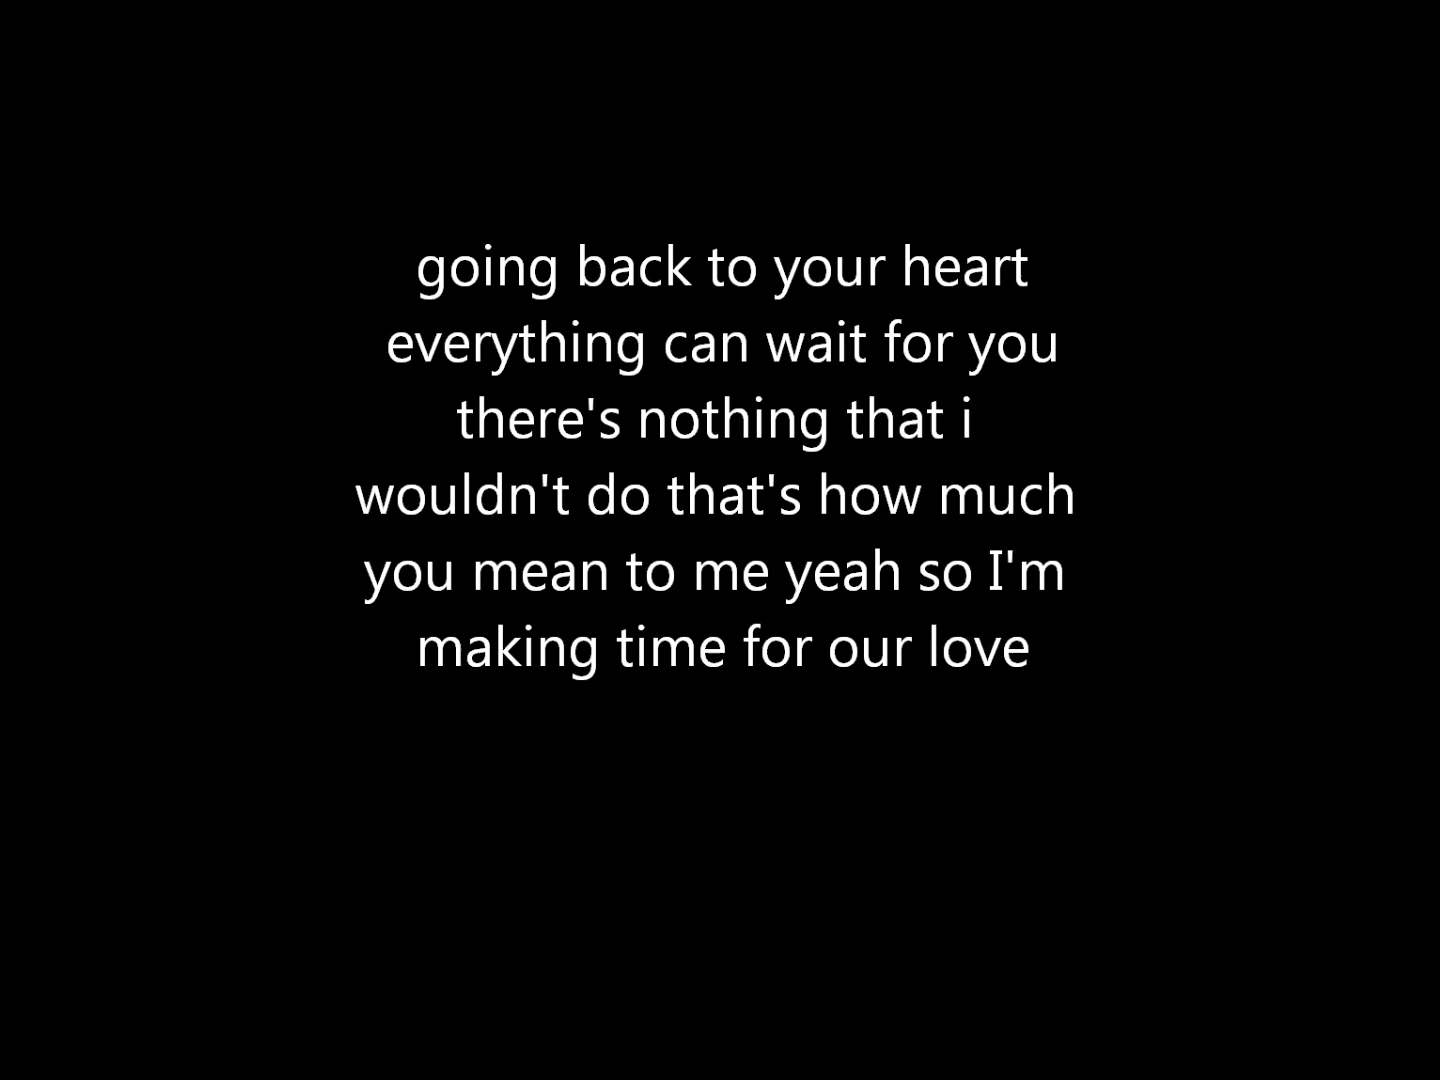 going back to your heart
everything can wait for you
there's nothing that i
wouldn't do that's how much
you mean to me yeah so I'm
making time for our love